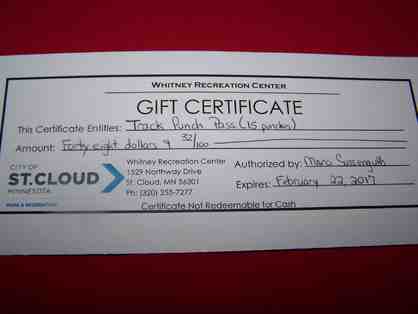 WHITNEY RECREATION CENTER
GIFT CERTIFICATE
This Certificate Entitles: Track Punch Pass (15 punches)
Amount: Forty eight dollars & 32/100
CITY OF
ST. CLOUD
MINNESOTA
PARK & RECREATION
Whitney Recreation Center
1529 Northway Drive
St. Cloud, MN 56301
Ph: (320) 255-7277
Authorized by:
Expires: February 22, 2017
Certificate Not Redeemable for Cash